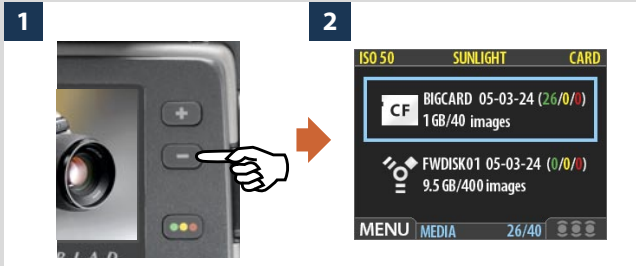 1
2
ISO 50 SUNLIGHT CARD
CF
BIGCARD 05-03-24 (26/0/0)
1 GB/40 images
FWDISK01 05-03-24 (0/0/0)
9.5 GB/400 images
MENU MEDIA 26/40